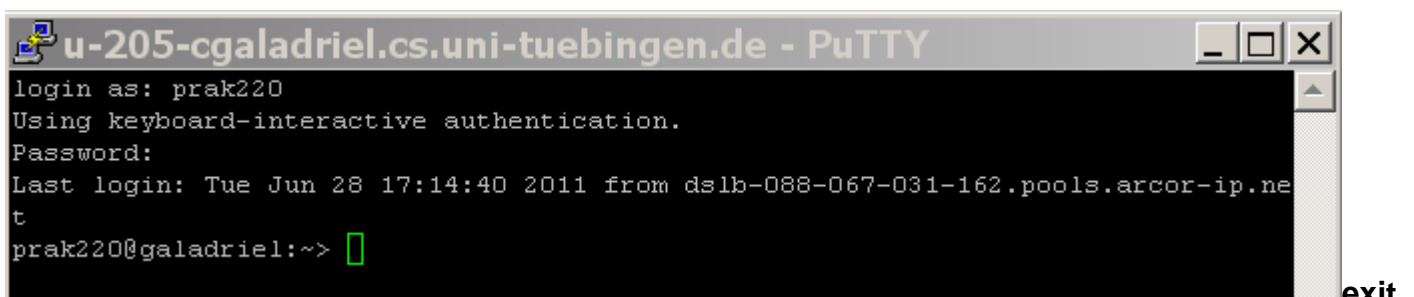 u-205-cgaladriel.cs.uni-tuebingen.de - PuTTY
login as: prak220
Using keyboard-interactive authentication.
Password:
Last login: Tue Jun 28 17:14:40 2011 from dslb-088-067-031-162.pools.arcor-ip.ne
t
prak220@galadriel:~>
exit